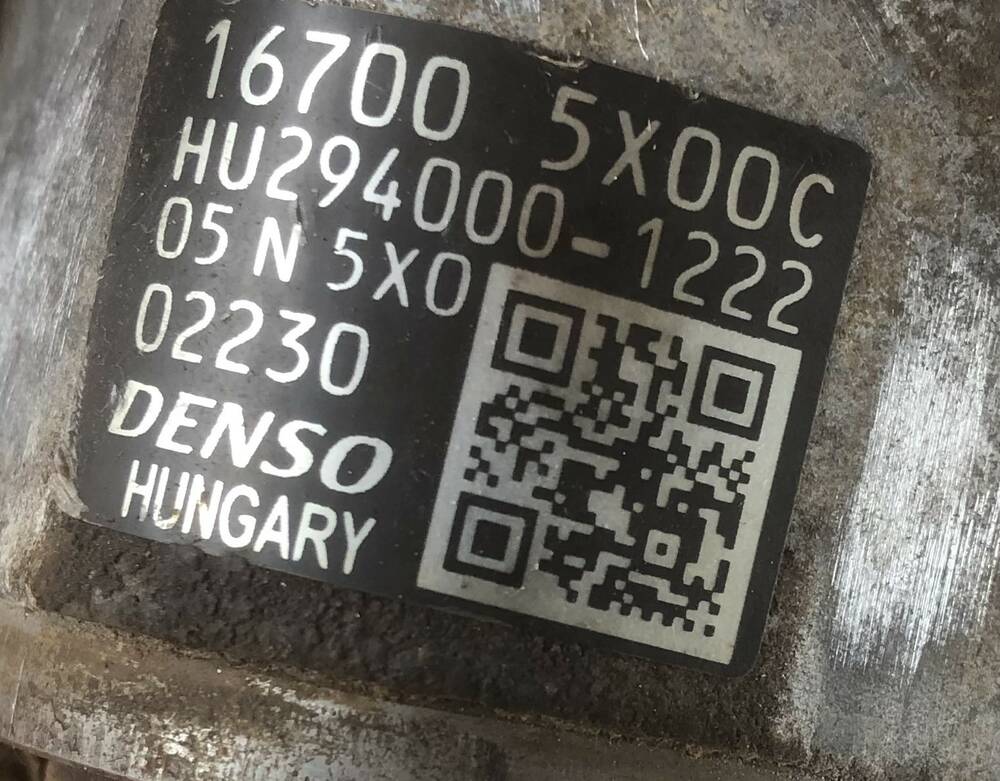 16700 5X00C
HU294000-1222
05 N 5X0
02230
DENSO
HUNGARY